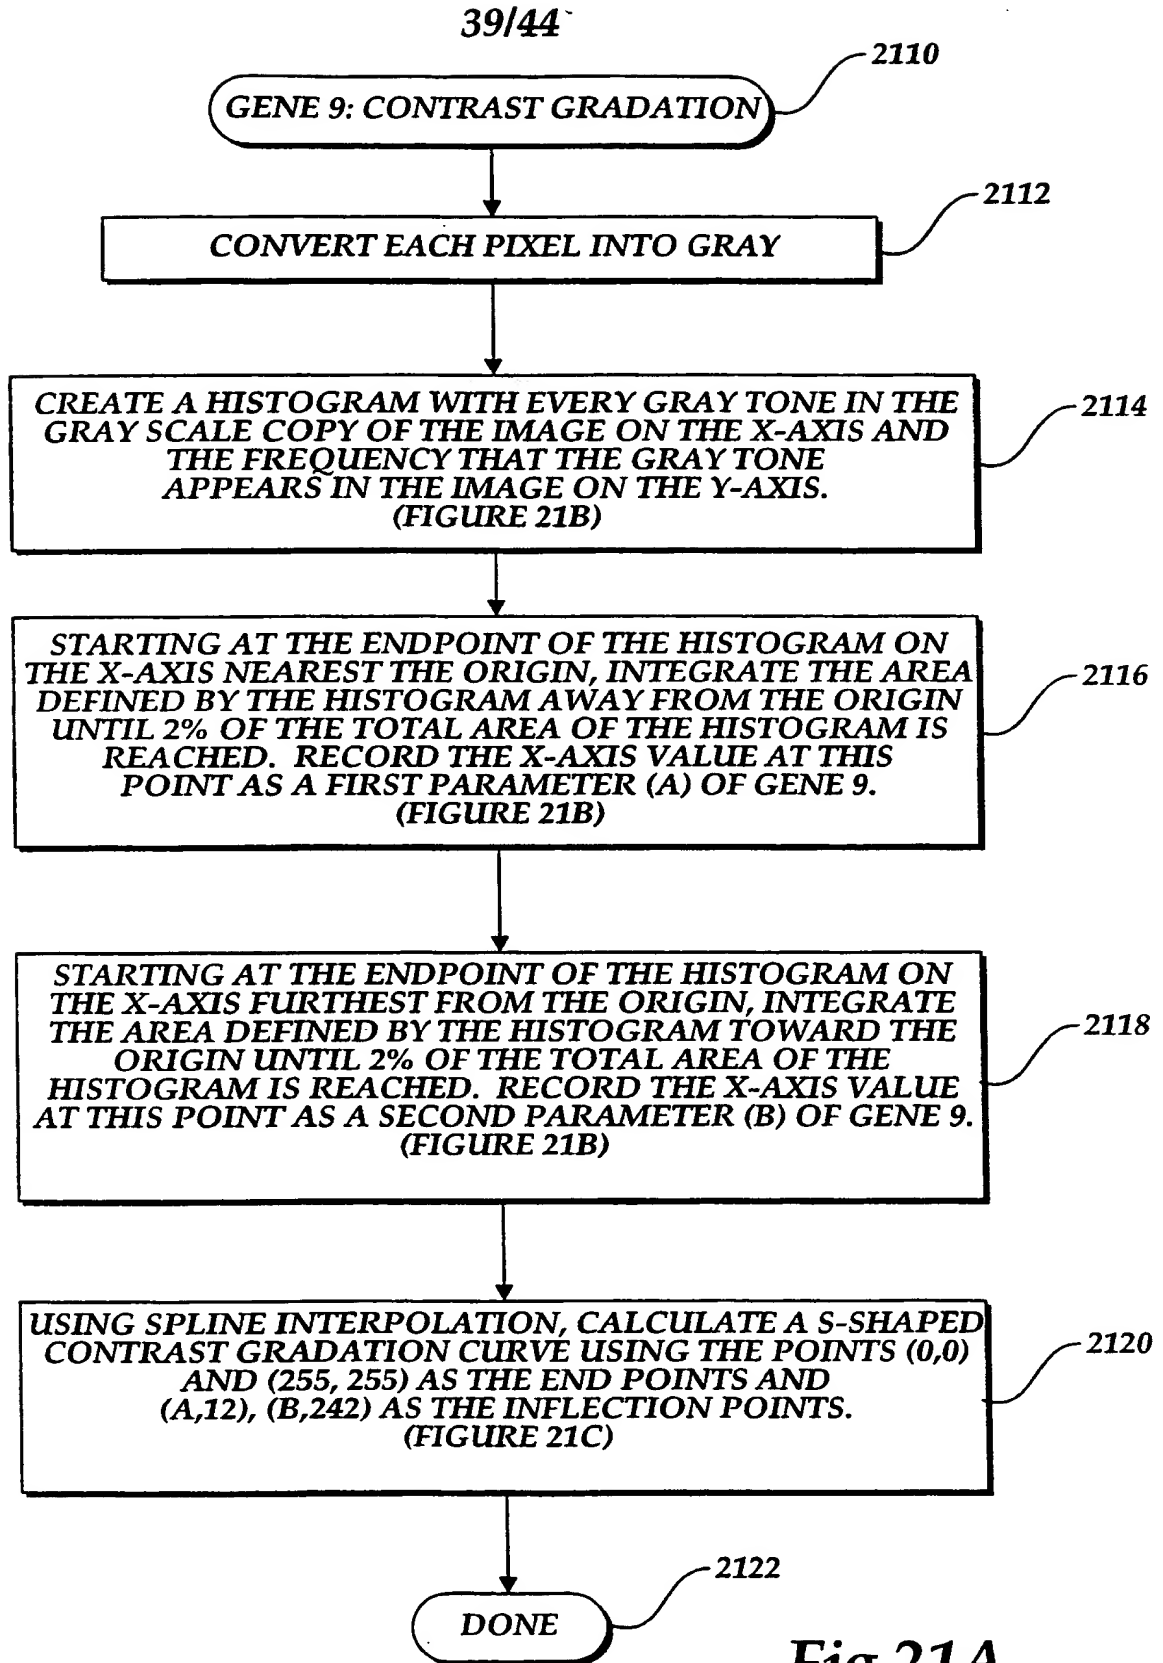 39/44
2110
GENE 9: CONTRAST GRADATION
2112
CONVERT EACH PIXEL INTO GRAY
2114
CREATE A HISTOGRAM WITH EVERY GRAY TONE IN THE
GRAY SCALE COPY OF THE IMAGE ON THE X-AXIS AND
THE FREQUENCY THAT THE GRAY TONE
APPEARS IN THE IMAGE ON THE Y-AXIS.
(FIGURE 21B)
2116
STARTING AT THE ENDPOINT OF THE HISTOGRAM ON
THE X-AXIS NEAREST THE ORIGIN, INTEGRATE THE AREA
DEFINED BY THE HISTOGRAM AWAY FROM THE ORIGIN
UNTIL 2% OF THE TOTAL AREA OF THE HISTOGRAM IS
REACHED. RECORD THE X-AXIS VALUE AT THIS
POINT AS A FIRST PARAMETER (A) OF GENE 9.
(FIGURE 21B)
2118
STARTING AT THE ENDPOINT OF THE HISTOGRAM ON
THE X-AXIS FURTHEST FROM THE ORIGIN, INTEGRATE
THE AREA DEFINED BY THE HISTOGRAM TOWARD THE
ORIGIN UNTIL 2% OF THE TOTAL AREA OF THE
HISTOGRAM IS REACHED. RECORD THE X-AXIS VALUE
AT THIS POINT AS A SECOND PARAMETER (B) OF GENE 9.
(FIGURE 21B)
2120
USING SPLINE INTERPOLATION, CALCULATE A S-SHAPED
CONTRAST GRADATION CURVE USING THE POINTS (0,0)
AND (255, 255) AS THE END POINTS AND
(A,12), (B,242) AS THE INFLECTION POINTS.
(FIGURE 21C)
2122
DONE
Fig.21A